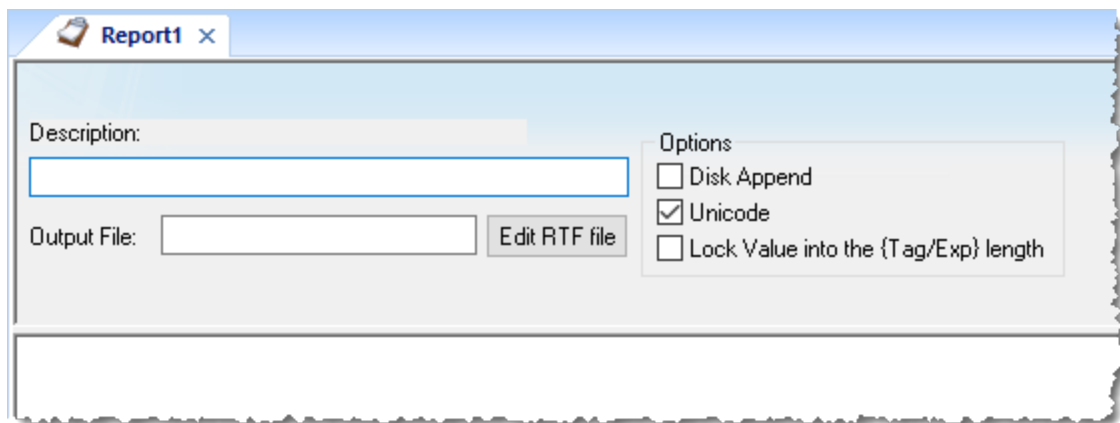 Report1
Description:
Options
Disk Append
Unicode
Output File:
Edit RTF file
Lock Value into the {Tag/Exp} length